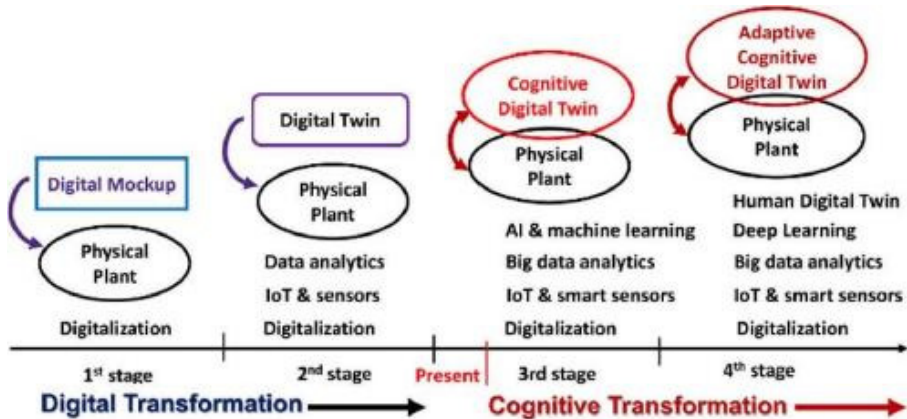 Digital Mockup
Physical
Plant
Digitalization
Digital Twin
Physical
Plant
Data analytics
IoT & sensors
Digitalization
Cognitive
Digital Twin
Physical
Plant
AI & machine learning
Big data analytics
IoT & smart sensors
Digitalization
Adaptive
Cognitive
Digital Twin
Physical
Plant
Human Digital Twin
Deep Learning
Big data analytics
IoT & smart sensors
Digitalization
1st stage
2nd stage
Present
3rd stage
4th stage
Digital Transformation
Cognitive Transformation